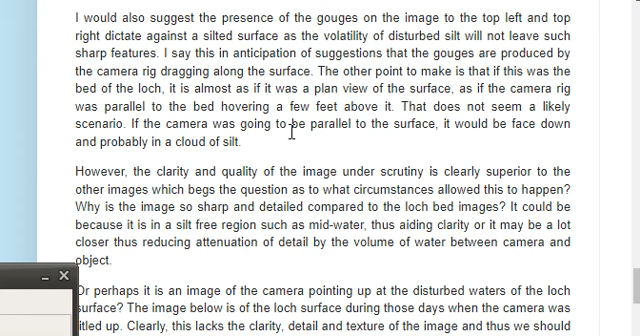 I would also suggest the presence of the gouges on the image to the top left and top
right dictate against a silted surface as the volatility of disturbed silt will not leave such
sharp features. I say this in anticipation of suggestions that the gouges are produced by
the camera rig dragging along the surface. The other point to make is that if this was the
bed of the loch, it is almost as if it was a plan view of the surface, as if the camera rig
was parallel to the bed hovering a few feet above it. That does not seem a likely
scenario. If the camera was going to be parallel to the surface, it would be face down
and probably in a cloud of silt.
However, the clarity and quality of the image under scrutiny is clearly superior to the
other images which begs the question as to what circumstances allowed this to happen?
Why is the image so sharp and detailed compared to the loch bed images? It could be
because it is in a silt free region such as mid-water, thus aiding clarity or it may be a lot
closer thus reducing attenuation of detail by the volume of water between camera and
object.
Or perhaps it is an image of the camera pointing up at the disturbed waters of the loch
surface? The image below is of the loch surface during those days when the camera was
up. Clearly, this lacks the clarity, detail and texture of the image and thus we should